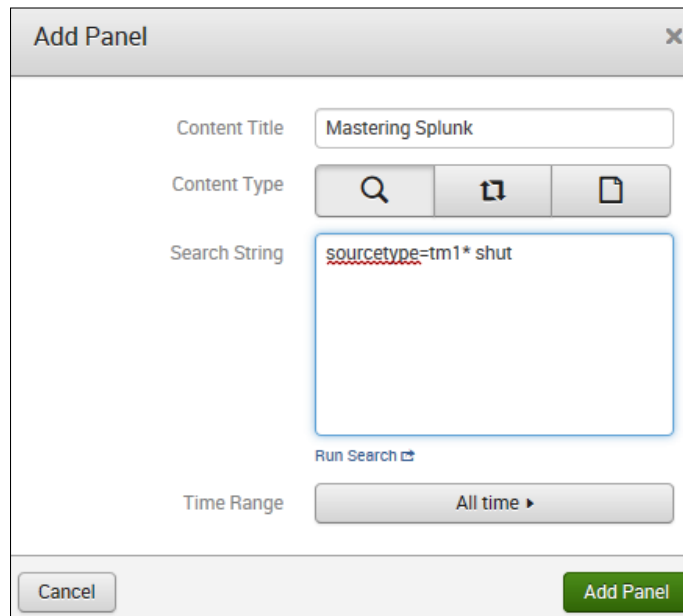 Add Panel
Content Title Mastering Splunk
Content Type
Search String sourcetype=tm1* shut
Run Search
Time Range All time
Cancel Add Panel